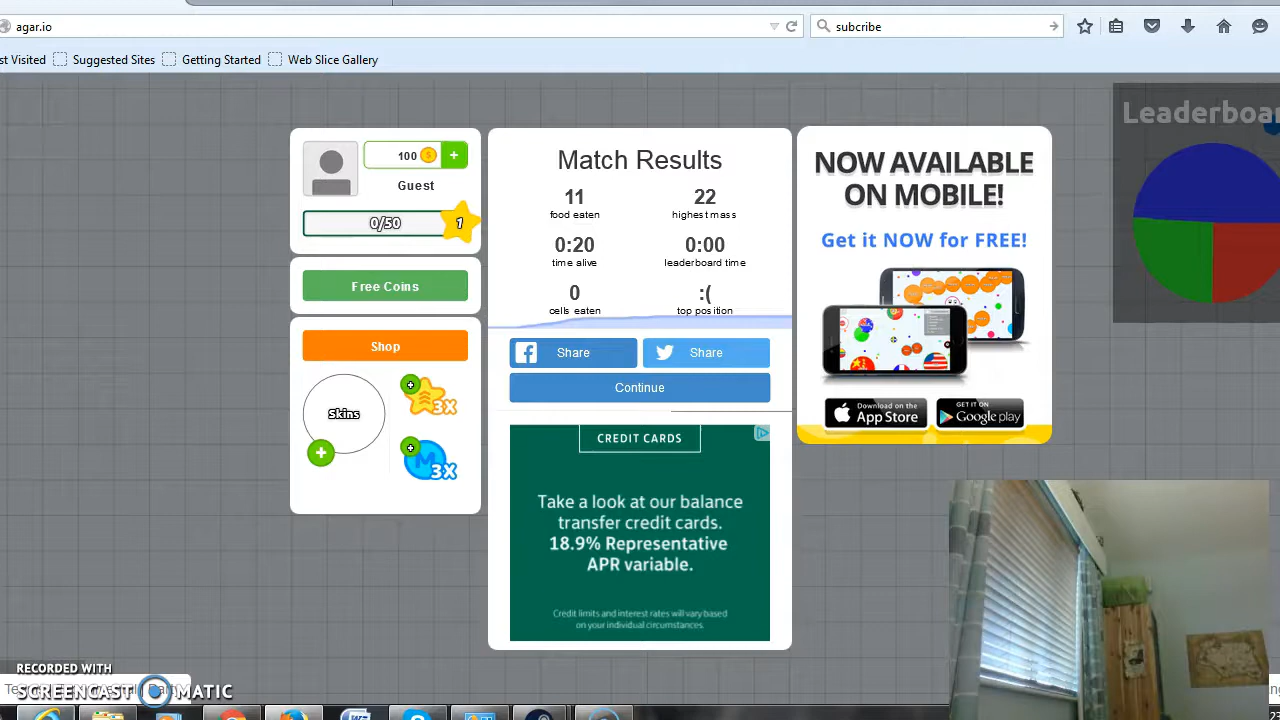 agar.io
subcribe
st Visited
Suggested Sites
Getting Started
Web Slice Gallery
Leaderboar
100
Guest
0/50
1
Free Coins
Shop
Skins
3X
M
3X
Match Results
11
food eaten
22
highest mass
0:20
time alive
0:00
leaderboard time
0
cells eaten
:(
top position
Share
Share
Continue
CREDIT CARDS
Take a look at our balance
transfer credit cards.
18.9% Representative
APR variable.
Credit limits and interest rates will vary based
on your individual circumstances.
NOW AVAILABLE
ON MOBILE!
Get it NOW for FREE!
Download on the
App Store
GET IT ON
Google play
RECORDED WITH
SCREENCAST MATIC